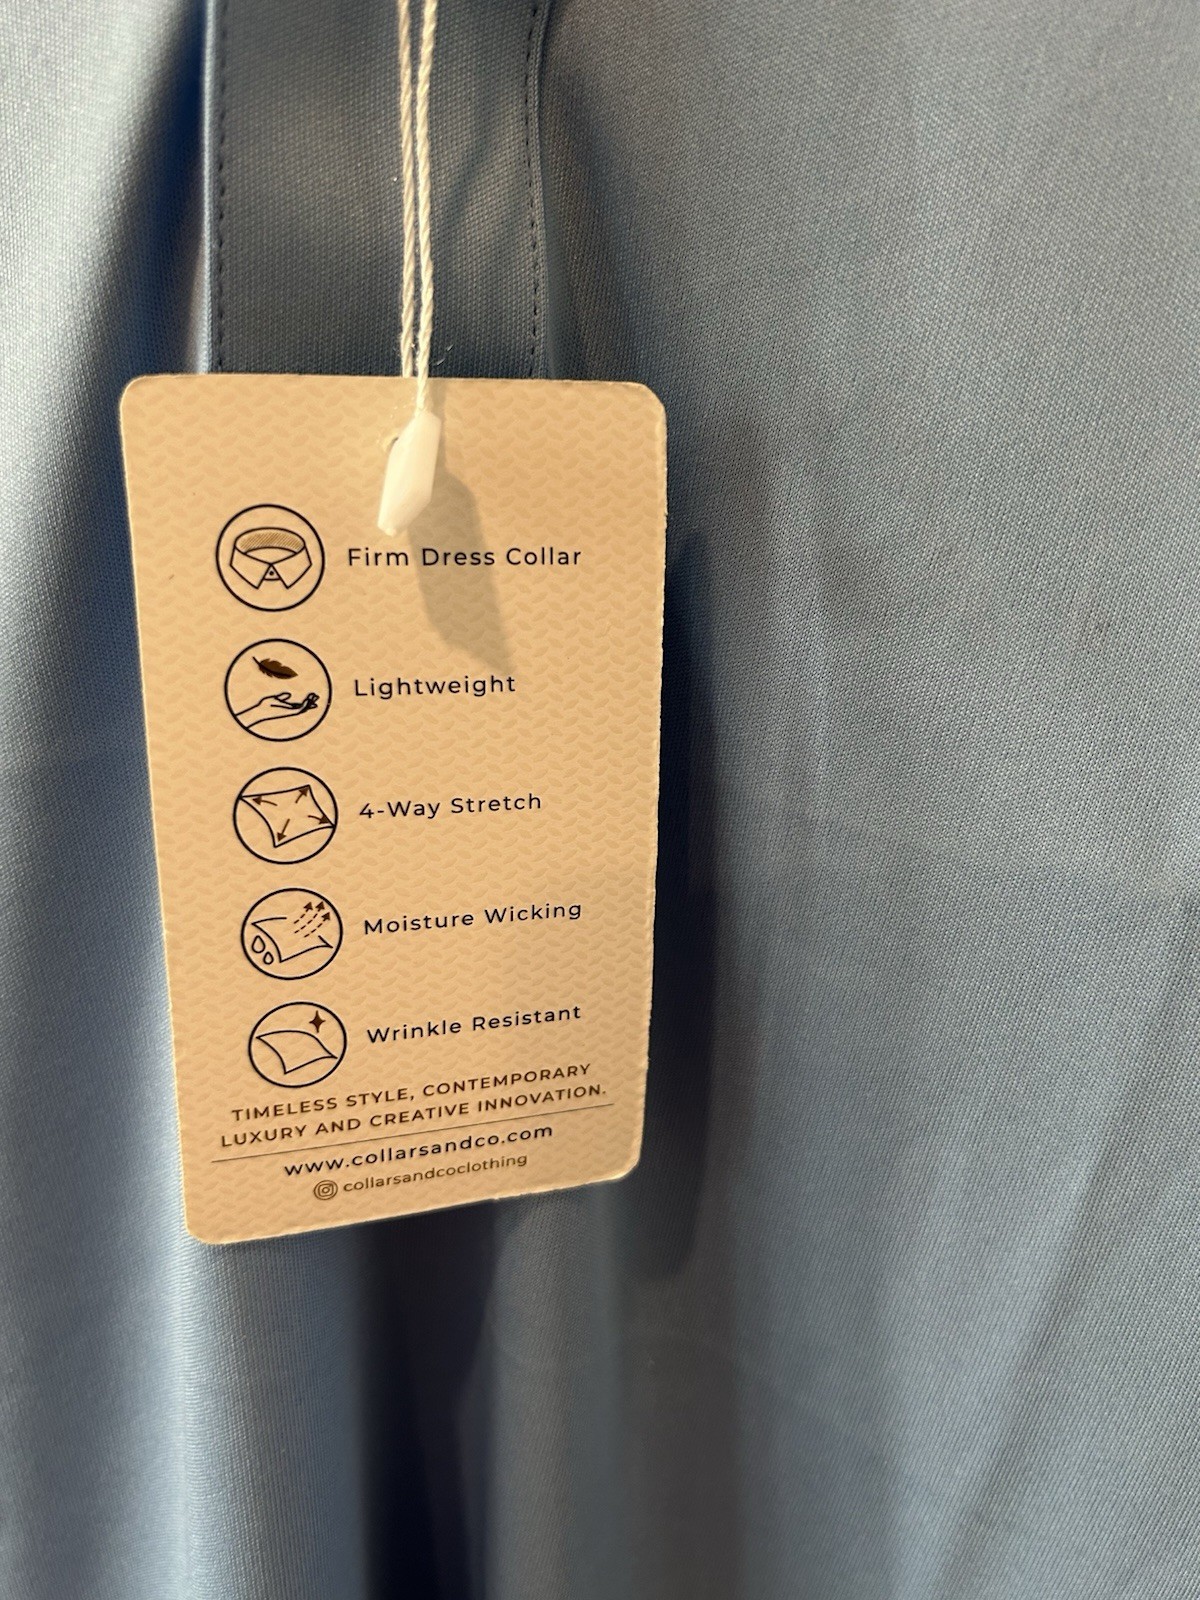 Firm Dress Collar
Lightweight
4-Way Stretch
Moisture Wicking
Wrinkle Resistant
TIMELESS STYLE, CONTEMPORARY
LUXURY AND CREATIVE INNOVATION.
www.collarsandco.com
collarsandcoclothing